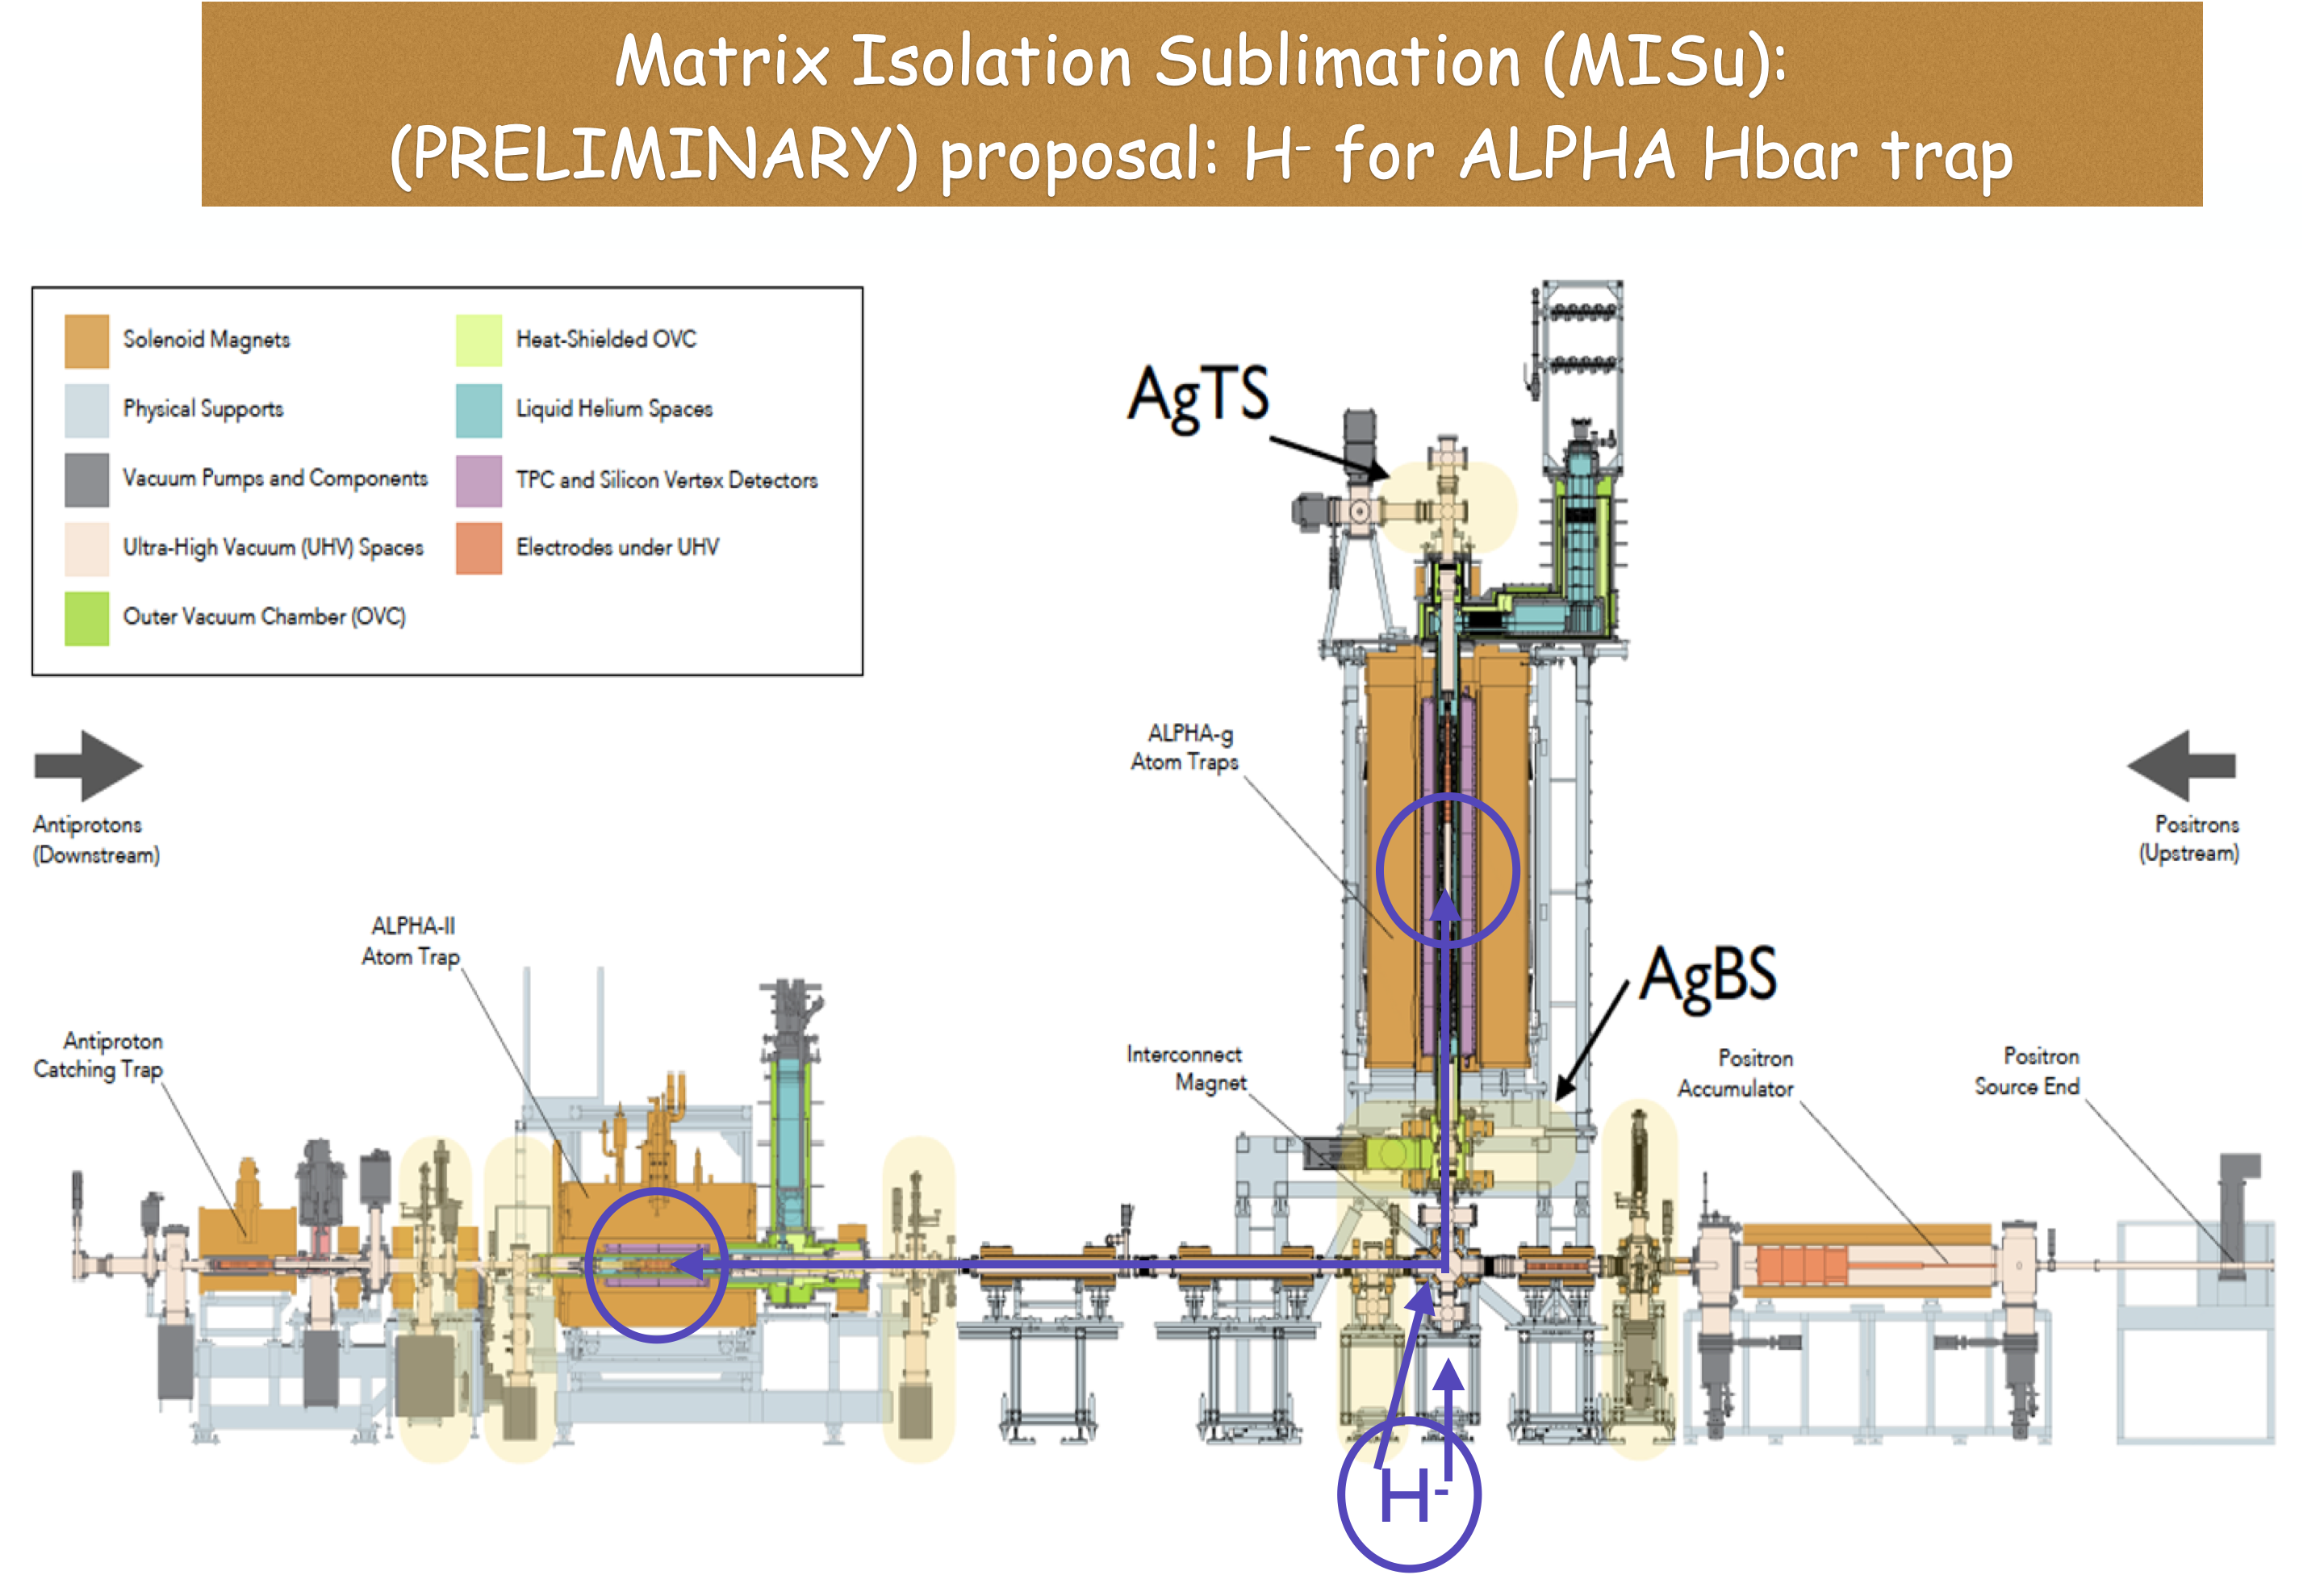 Matrix Isolation Sublimation (MISu):
(PRELIMINARY) proposal: H- for ALPHA Hbar trap
Solenoid Magnets
Physical Supports
Vacuum Pumps and Components
Ultra-High Vacuum (UHV) Spaces
Outer Vacuum Chamber (OVC)
Heat-Shielded OVC
Liquid Helium Spaces
TPC and Silicon Vertex Detectors
Electrodes under UHV
AgTS
ALPHA-g
Atom Traps
Antiprotons
(Downstream)
Positrons
(Upstream)
ALPHA-II
Atom Trap
AgBS
Antiproton
Catching Trap
Interconnect
Magnet
Positron
Accumulator
Positron
Source End
H-